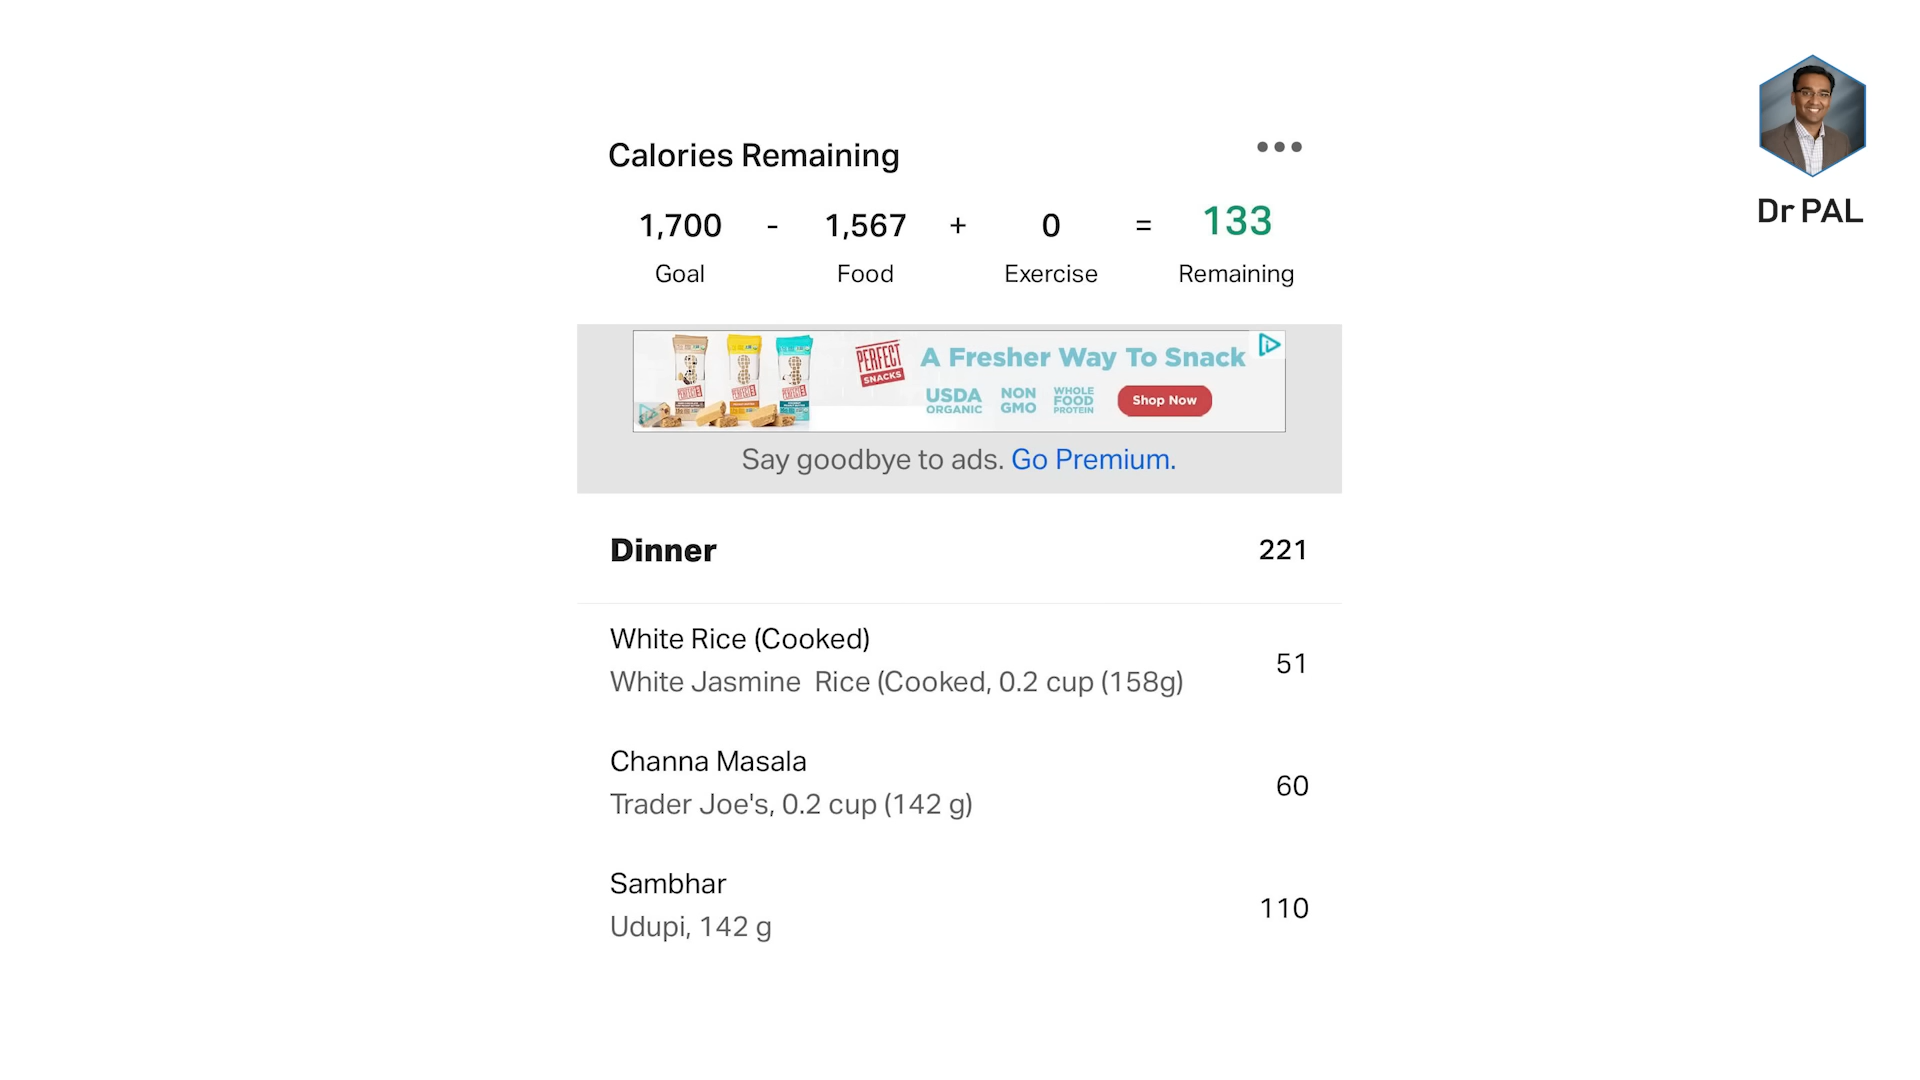 Dr PAL
Calories Remaining
1,700 - 1,567 + 0 = 133
Goal Food Exercise Remaining
PERFECT SNACKS
A Fresher Way To Snack
USDA ORGANIC
NON GMO
WHOLE FOOD PROTEIN
Shop Now
Say goodbye to ads. Go Premium.
Dinner 221
White Rice (Cooked)
White Jasmine Rice (Cooked, 0.2 cup (158g) 51
Channa Masala
Trader Joe's, 0.2 cup (142 g) 60
Sambhar
Udupi, 142 g 110